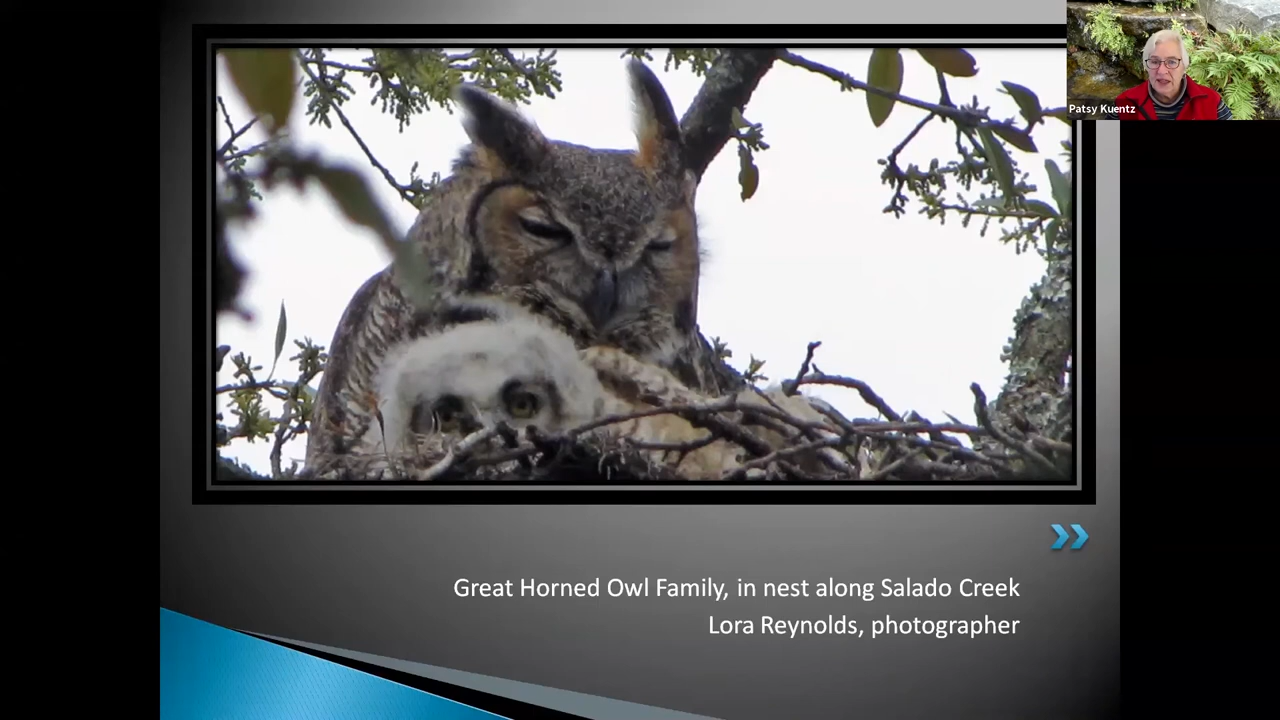 Patsy Kuentz
Great Horned Owl Family, in nest along Salado Creek
Lora Reynolds, photographer